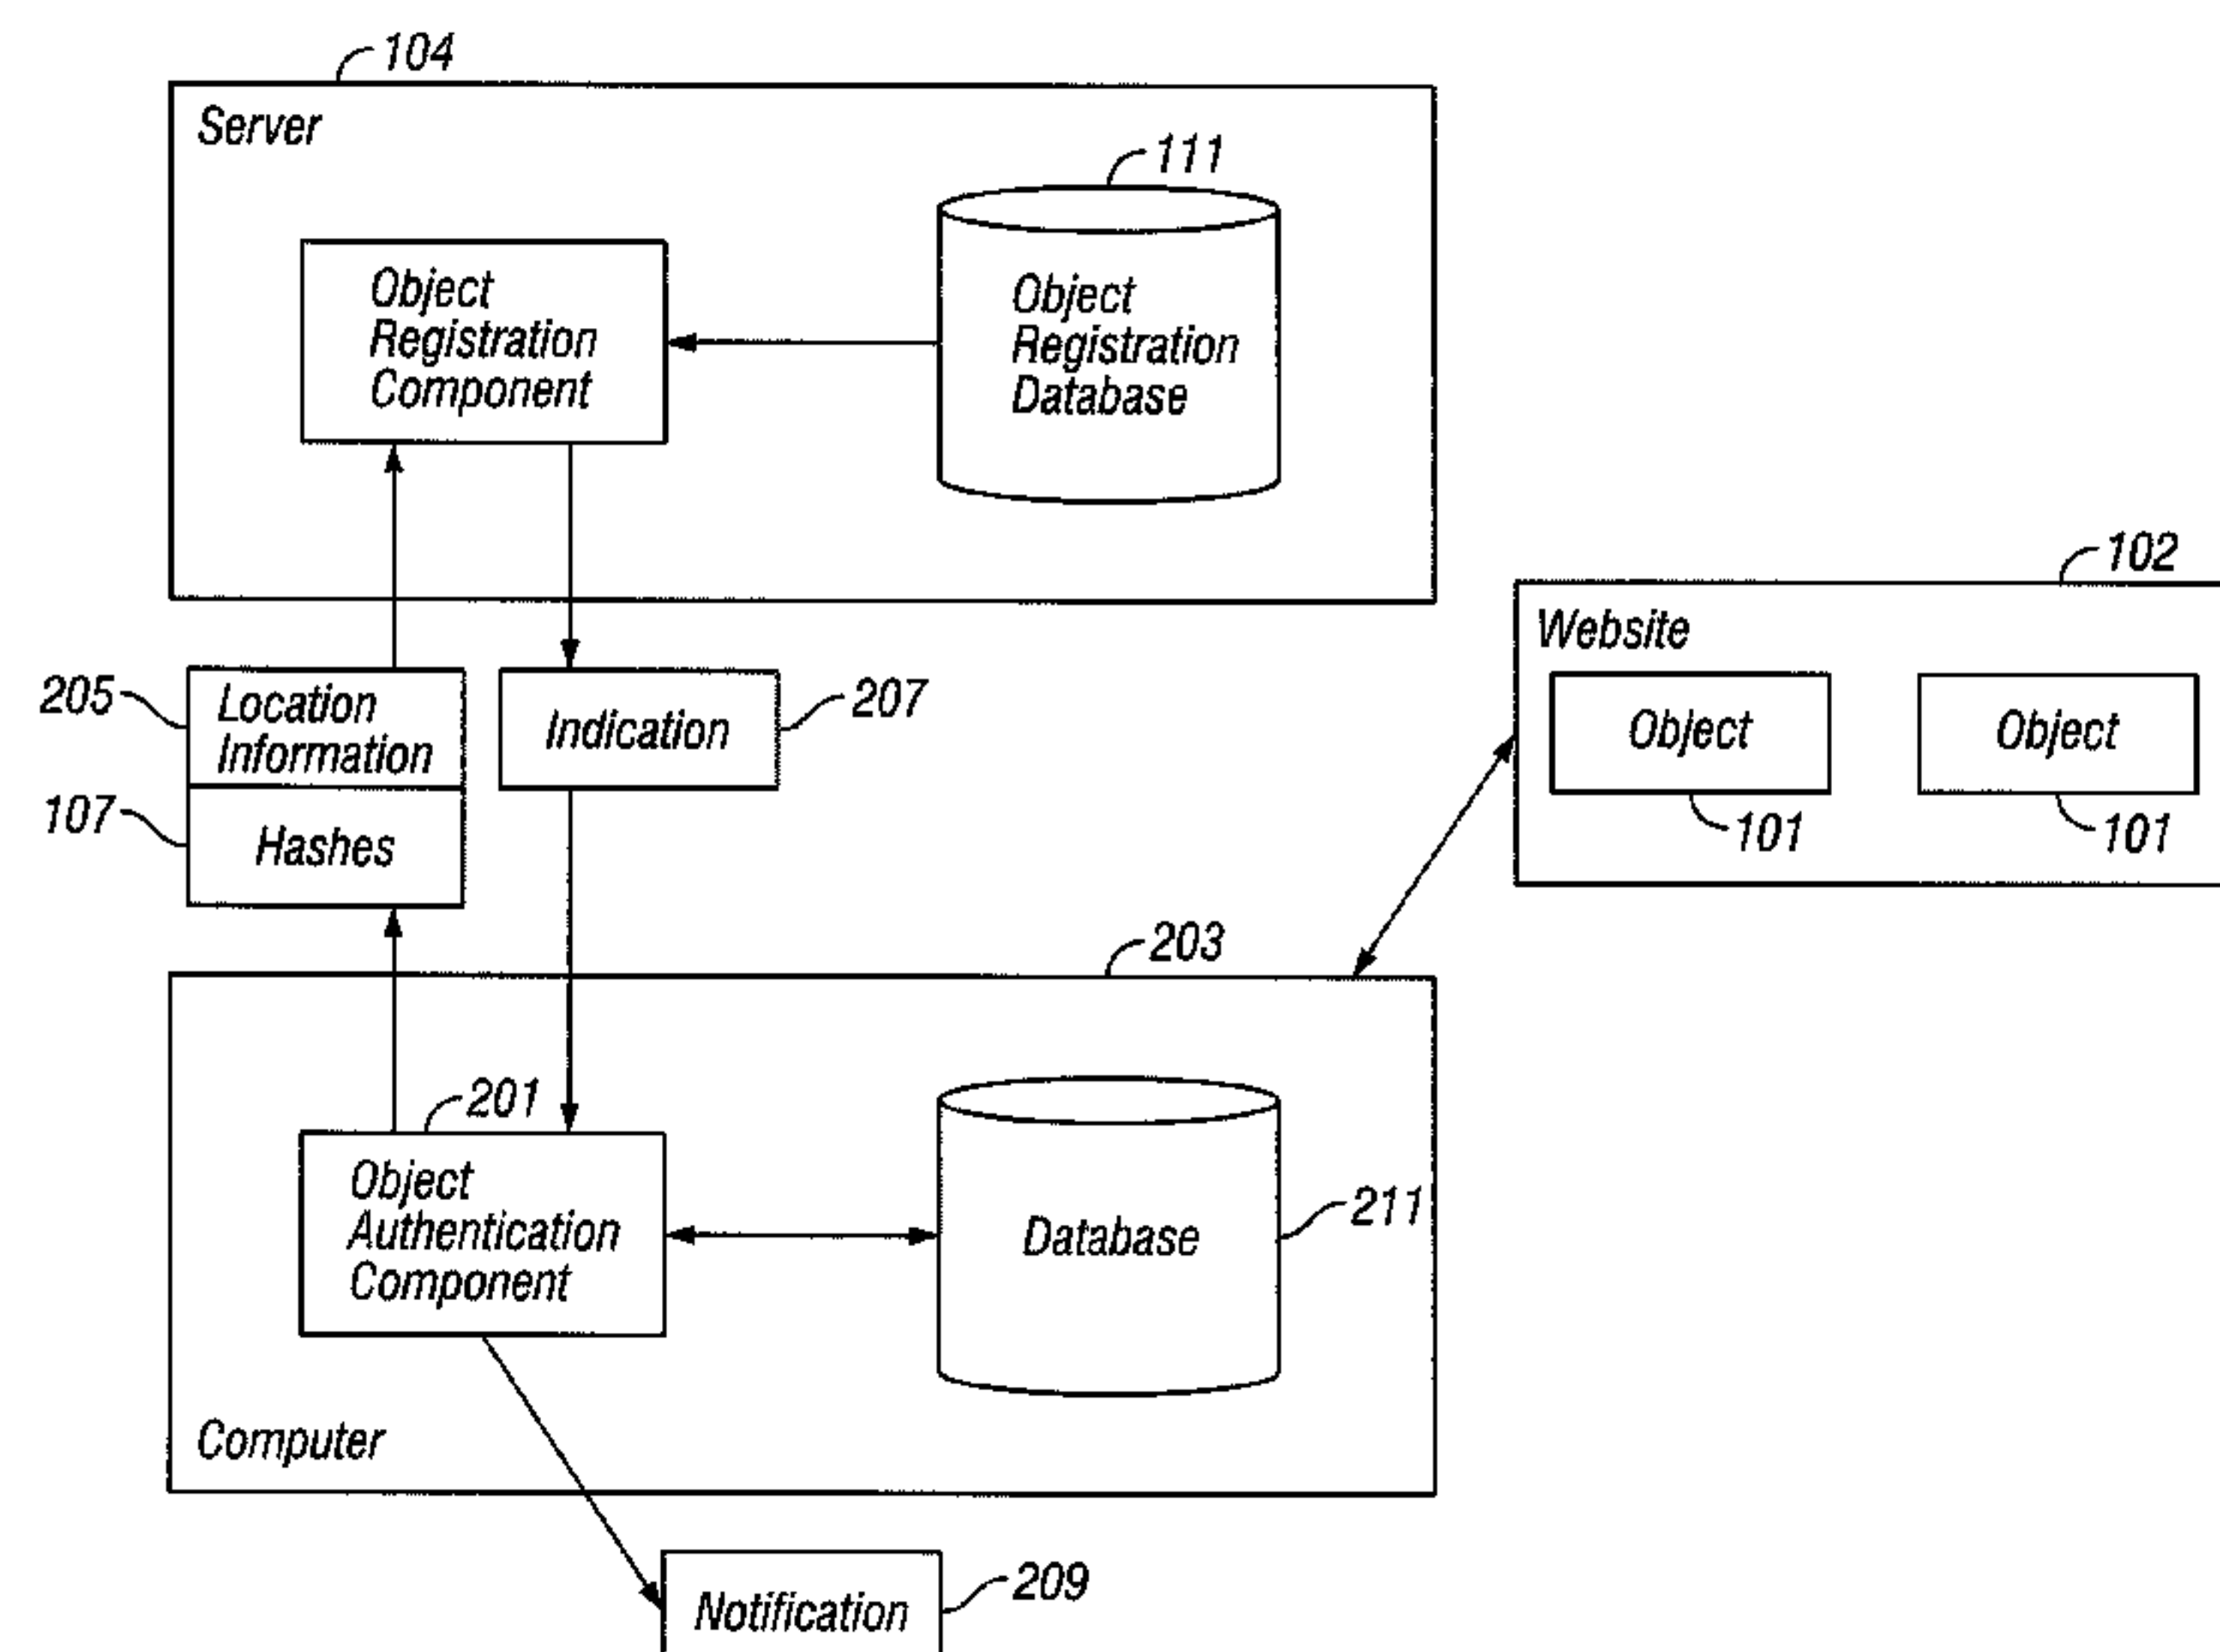 104
Server
111
Object
Registration
Component
Object
Registration
Database
102
Website
Object
Object
101
101
205
Location
Information
107
Hashes
Indication
207
203
201
Object
Authentication
Component
Database
211
Computer
Notification
209